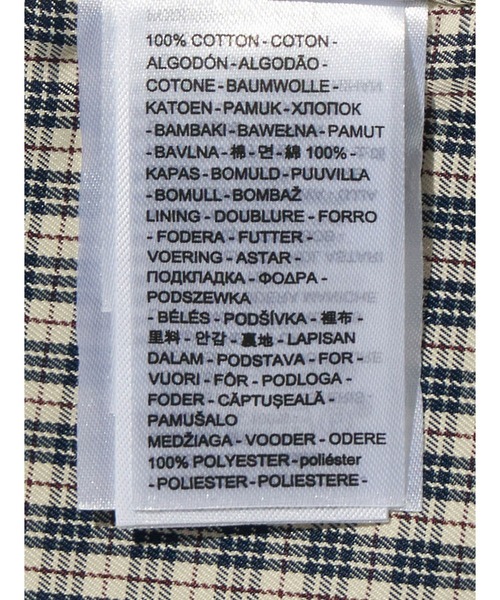 100% COTTON - COTON -
ALGODÓN - ALGODÃO -
COTONE - BAUMWOLLE -
KATOEN - PAMUK - ХЛОПОК
- BAMBAKI - BAWEŁNA - PAMUT
- BAVLNA - 棉 - 면 - 綿 100% -
KAPAS - BOMULD - PUUVILLA
- BOMULL - BOMBAŽ
LINING - DOUBLURE - FORRO
- FODERA - FUTTER -
VOERING - ASTAR -
ПОДКЛАДКА - ΦΟΔΡΑ -
PODSZEWKA
- BÉLÉS - PODŠÍVKA - 裡布 -
里料 - 안감 - 裏地 - LAPISAN
DALAM - PODSTAVA - FOR -
VUORI - FÔR - PODLOGA -
FODER - CĂPTUŞEALĂ -
PAMUŠALO
MEDŽIAGA - VOODER - ODERE
100% POLYESTER - poliéster
- POLIESTER - POLIESTERE -